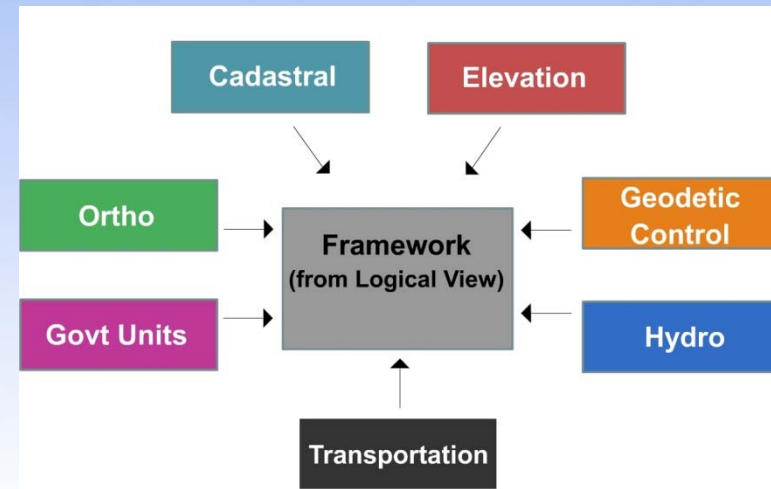 Cadastral
Elevation
Ortho
Geodetic
Control
Framework
(from Logical View)
Govt Units
Hydro
Transportation